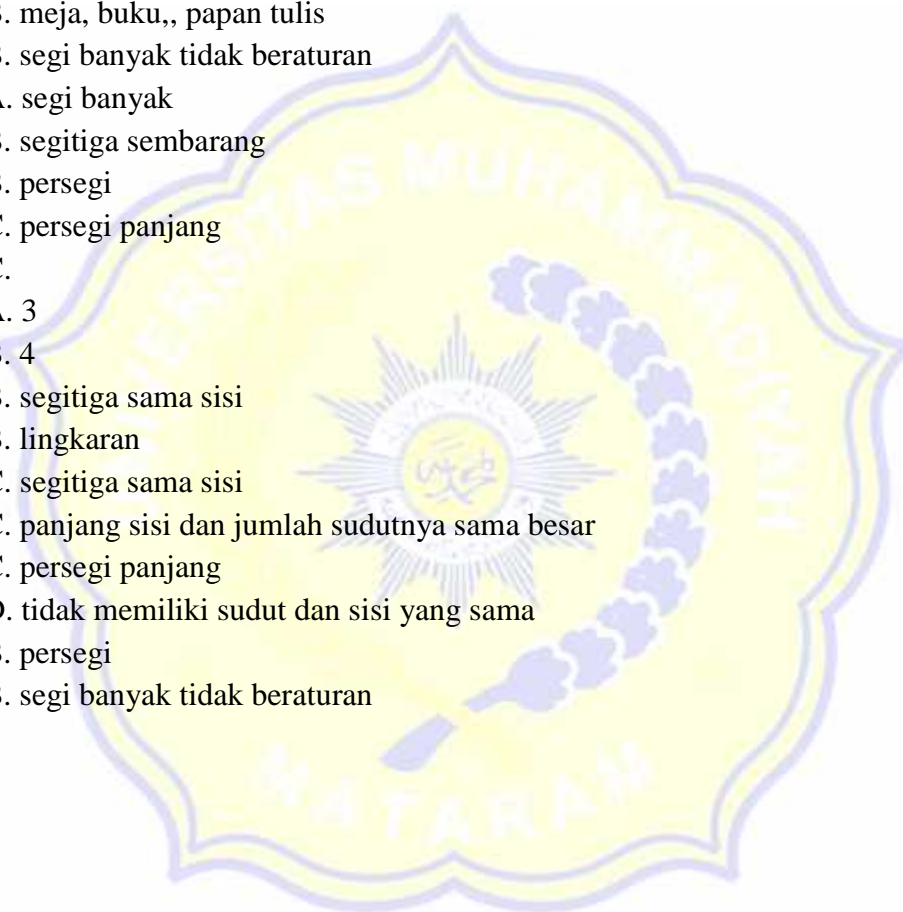 . meja, buku,, papan tulis
. segi banyak tidak beraturan
. segi banyak
. segitiga sembarang
. persegi
. persegi panjang
.
. 3
. 4
. segitiga sama sisi
. lingkaran
. segitiga sama sisi
. panjang sisi dan jumlah sudutnya sama besar
. persegi panjang
. tidak memiliki sudut dan sisi yang sama
. persegi
. segi banyak tidak beraturan
UNIVERSITAS MUHAMMADIYAH
MATARAM